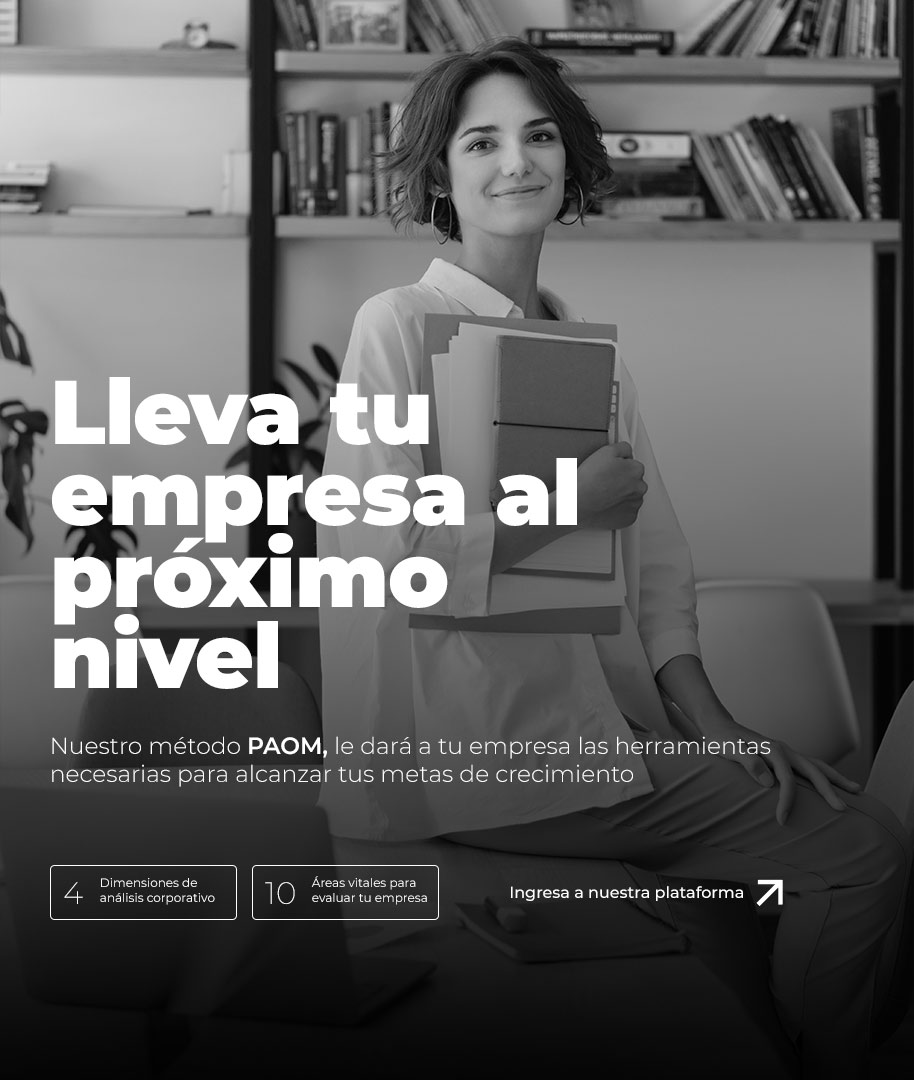 Lleva tu
empresa al
próximo
nivel
Nuestro método PAOM, le dará a tu empresa las herramientas
necesarias para alcanzar tus metas de crecimiento
4 Dimensiones de
análisis corporativo
10 Áreas vitales para
evaluar tu empresa
Ingresa a nuestra plataforma